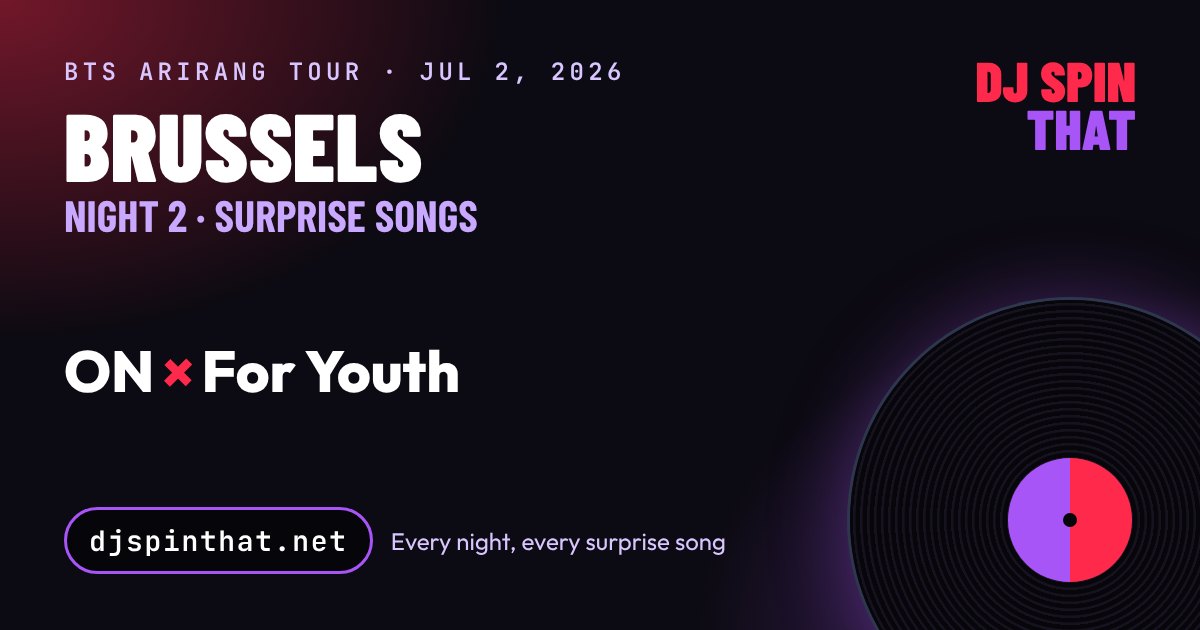 BTS ARIRANG TOUR · JUL 2, 2026
DJ SPIN
THAT
BRUSSELS
NIGHT 2 · SURPRISE SONGS
ON × For Youth
djspinthat.net
Every night, every surprise song